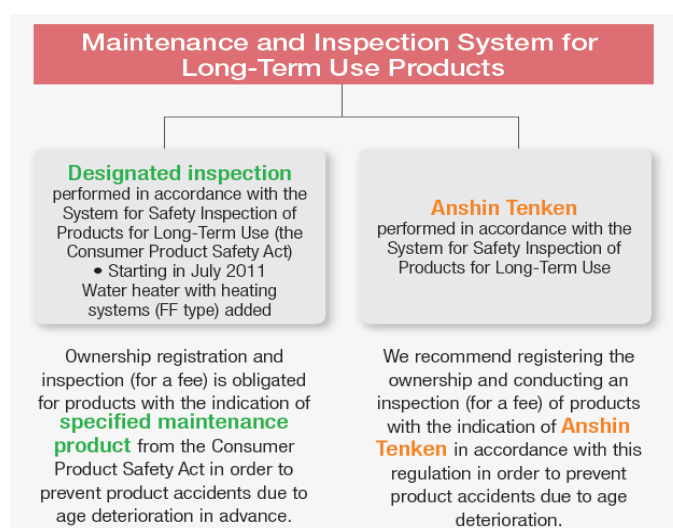 Maintenance and Inspection System for
Long-Term Use Products
Designated inspection
performed in accordance with the
System for Safety Inspection of
Products for Long-Term Use (the
Consumer Product Safety Act)
• Starting in July 2011
Water heater with heating
systems (FF type) added
Anshin Tenken
performed in accordance with the
System for Safety Inspection of
Products for Long-Term Use
Ownership registration and
inspection (for a fee) is obligated
for products with the indication of
specified maintenance
product from the Consumer
Product Safety Act in order to
prevent product accidents due to
age deterioration in advance.
We recommend registering the
ownership and conducting an
inspection (for a fee) of products
with the indication of Anshin
Tenken in accordance with this
regulation in order to prevent
product accidents due to age
deterioration.